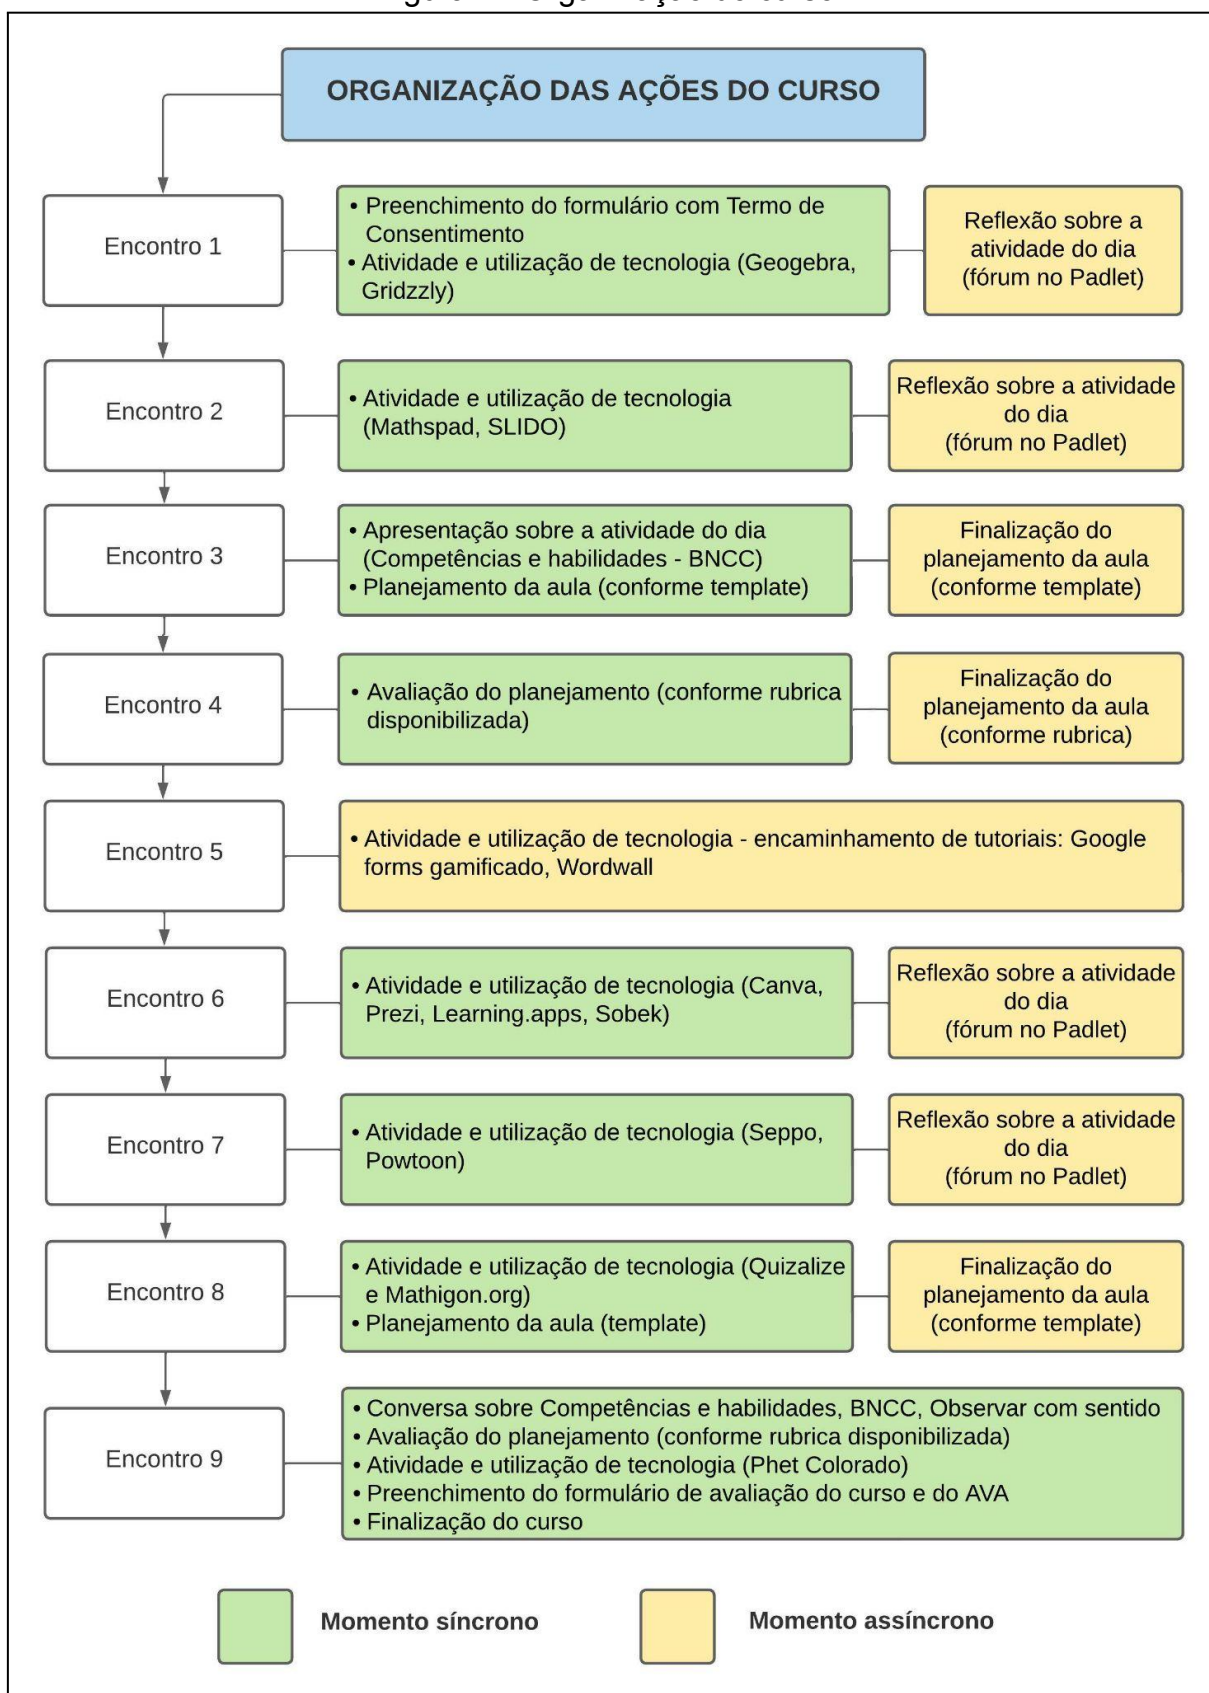 ORGANIZAÇÃO DAS AÇÕES DO CURSO
Encontro 1
• Preenchimento do formulário com Termo de
Consentimento
• Atividade e utilização de tecnologia (Geogebra,
Gridzzly)
Reflexão sobre a
atividade do dia
(fórum no Padlet)
Encontro 2
• Atividade e utilização de tecnologia
(Mathspad, SLIDO)
Reflexão sobre a atividade
do dia
(fórum no Padlet)
Encontro 3
• Apresentação sobre a atividade do dia
(Competências e habilidades - BNCC)
• Planejamento da aula (conforme template)
Finalização do
planejamento da aula
(conforme template)
Encontro 4
• Avaliação do planejamento (conforme rubrica
disponibilizada)
Finalização do
planejamento da aula
(conforme rubrica)
Encontro 5
• Atividade e utilização de tecnologia - encaminhamento de tutoriais: Google
forms gamificado, Wordwall
Encontro 6
• Atividade e utilização de tecnologia (Canva,
Prezi, Learning.apps, Sobek)
Reflexão sobre a atividade
do dia
(fórum no Padlet)
Encontro 7
• Atividade e utilização de tecnologia (Seppo,
Powtoon)
Reflexão sobre a atividade
do dia
(fórum no Padlet)
Encontro 8
• Atividade e utilização de tecnologia (Quizalize
e Mathigon.org)
• Planejamento da aula (template)
Finalização do
planejamento da aula
(conforme template)
Encontro 9
• Conversa sobre Competências e habilidades, BNCC, Observar com sentido
• Avaliação do planejamento (conforme rubrica disponibilizada)
• Atividade e utilização de tecnologia (Phet Colorado)
• Preenchimento do formulário de avaliação do curso e do AVA
• Finalização do curso
Momento síncrono
Momento assíncrono